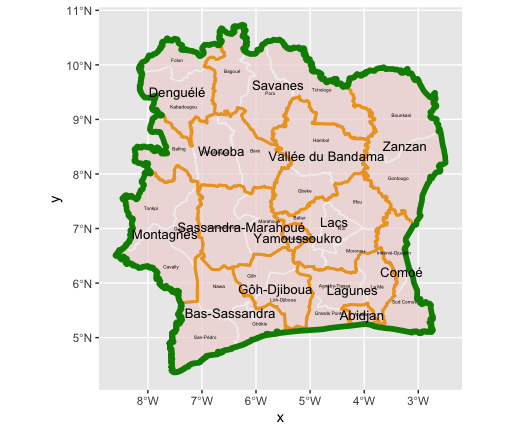 11°N
10°N
9°N
8°N
7°N
6°N
5°N
y
Folon
Bagoué
Savanes
Poro
Tchologo
Denguélé
Kabadougou
Bounkani
Hambol
Zanzan
Bafing
Woroba
Béré
Vallée du Bandama
Gontougo
Gbeke
Iffou
Tonkpi
Marahoué
Bélier
Lacs
Sassandra-Marahoué
Montagnes
Yamoussoukro
Moronou
Indénié-Djuablin
Cavally
Gôh
Comoé
Nawa
Gôh-Djiboua
Agnéby-Tiassa
La Mé
Lagunes
Lôh-Djiboua
Sud Comoé
Bas-Sassandra
Grands Ponts
Abidjan
Gbôklé
San-Pédro
8°W 7°W 6°W 5°W 4°W 3°W
x